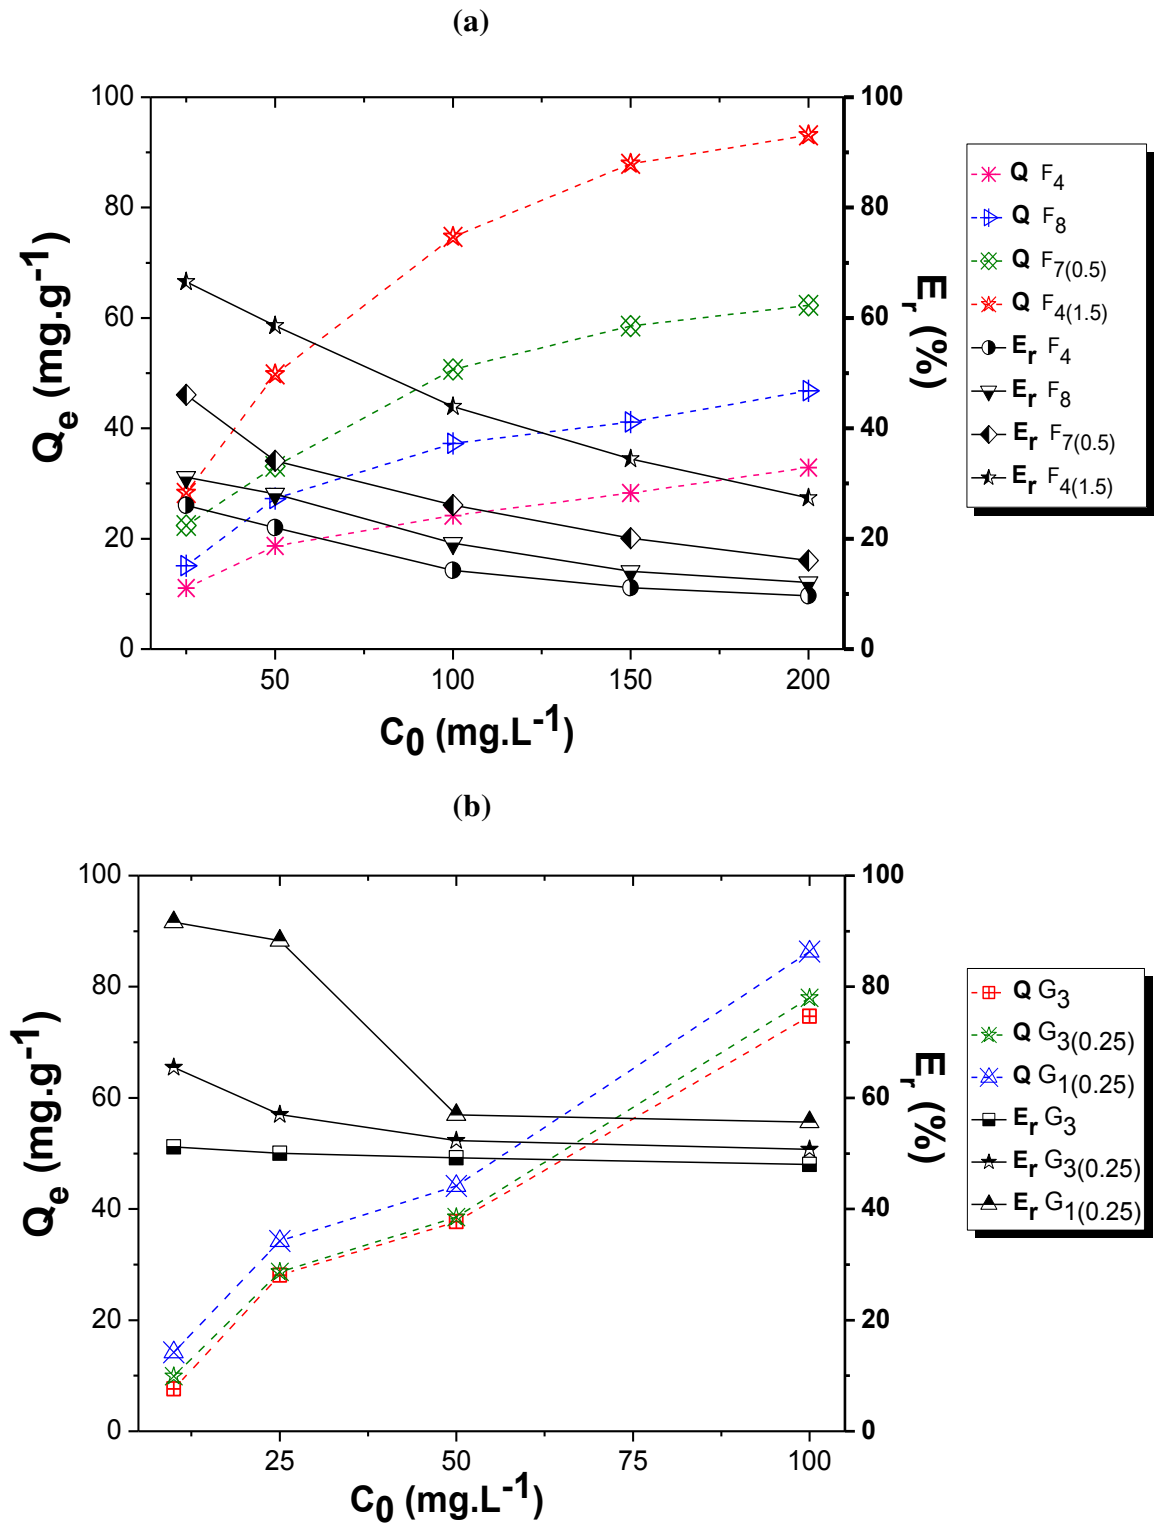 (a)
100
80
60
40
20
0
Qe (mg.g-1)
50
100
150
200
C0 (mg.L-1)
100
80
60
40
20
0
Er (%)
Q F4
Q F8
Q F7(0.5)
Q F4(1.5)
Er F4
Er F8
Er F7(0.5)
Er F4(1.5)
(b)
100
80
60
40
20
0
Qe (mg.g-1)
25
50
75
100
C0 (mg.L-1)
100
80
60
40
20
0
Er (%)
Q G3
Q G3(0.25)
Q G1(0.25)
Er G3
Er G3(0.25)
Er G1(0.25)